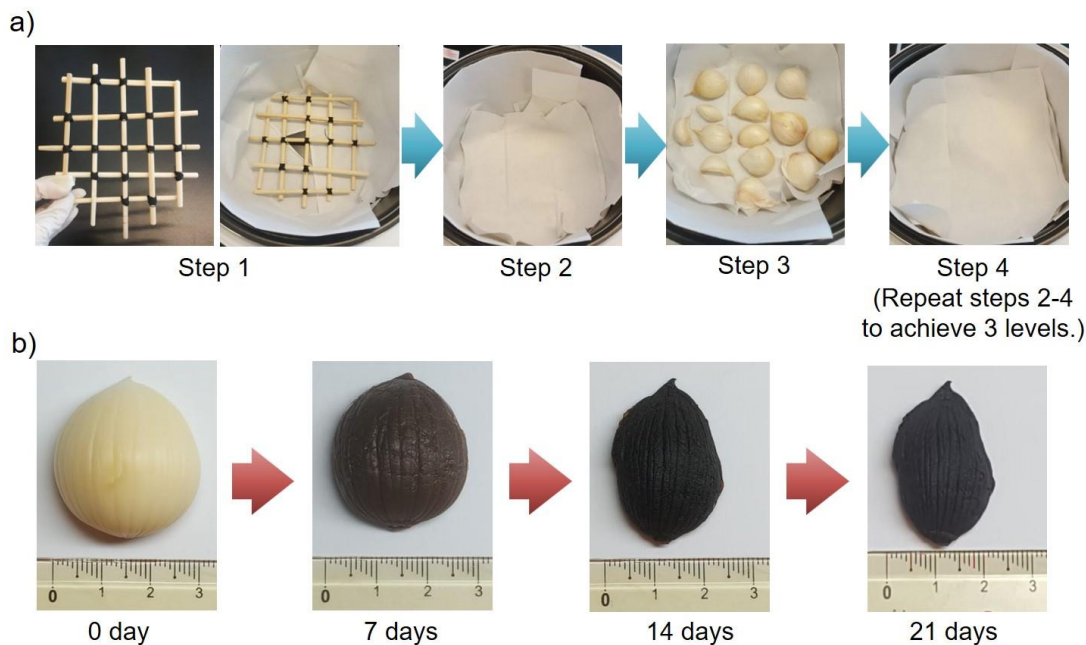 a)
Step 1
Step 2
Step 3
Step 4
(Repeat steps 2-4
to achieve 3 levels.)
b)
0 1 2 3
0 1 2 3
0 1 2 3
0 1 2 3
0 day
7 days
14 days
21 days